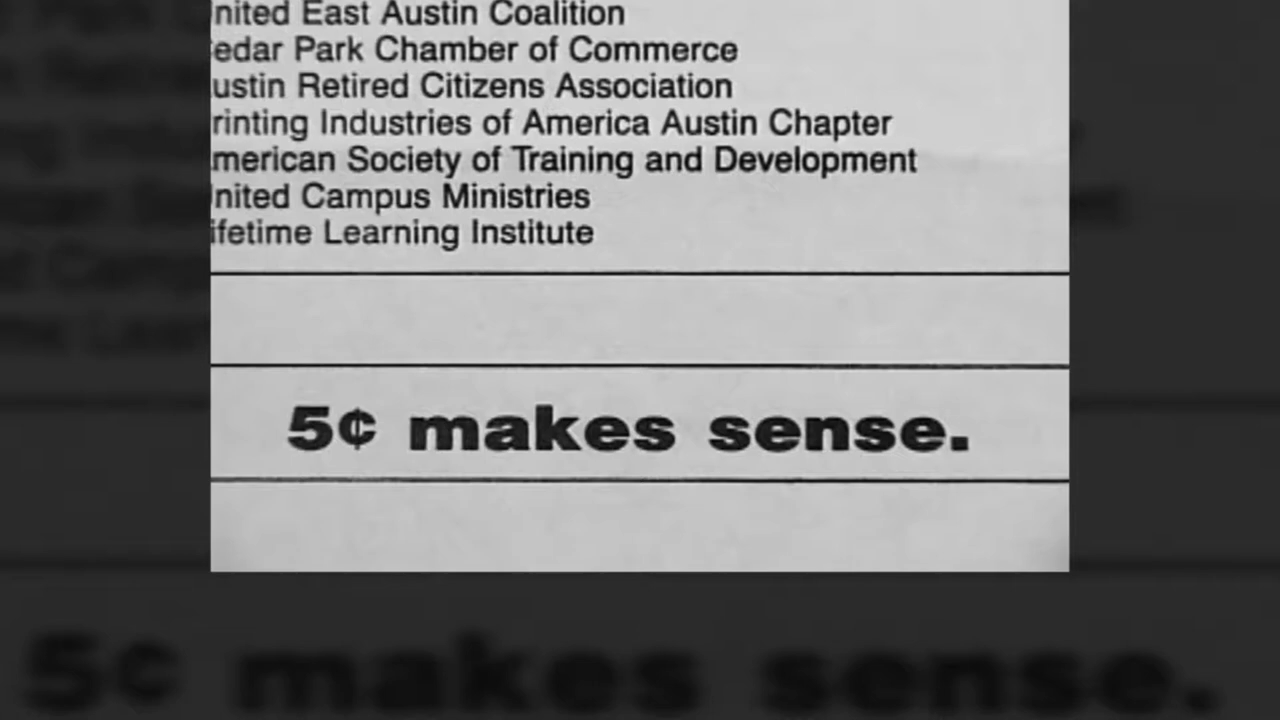 nited East Austin Coalition
edar Park Chamber of Commerce
ustin Retired Citizens Association
rinting Industries of America Austin Chapter
merican Society of Training and Development
nited Campus Ministries
ifetime Learning Institute
5¢ makes sense.